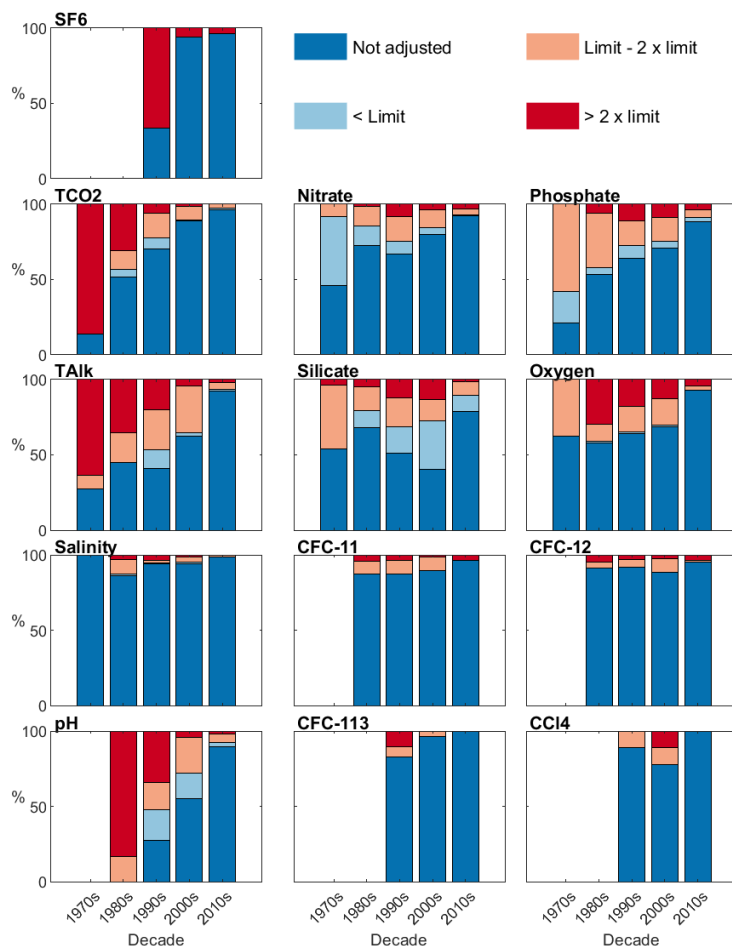 SF6
Not adjusted
Limit - 2 x limit
< Limit
> 2 x limit
100
%
50
0
TCO2
Nitrate
Phosphate
100
%
50
0
TAlk
Silicate
Oxygen
100
%
50
0
Salinity
CFC-11
CFC-12
100
%
50
0
pH
CFC-113
CCl4
100
%
50
0
1970s 1980s 1990s 2000s 2010s
1970s 1980s 1990s 2000s 2010s
1970s 1980s 1990s 2000s 2010s
Decade
Decade
Decade